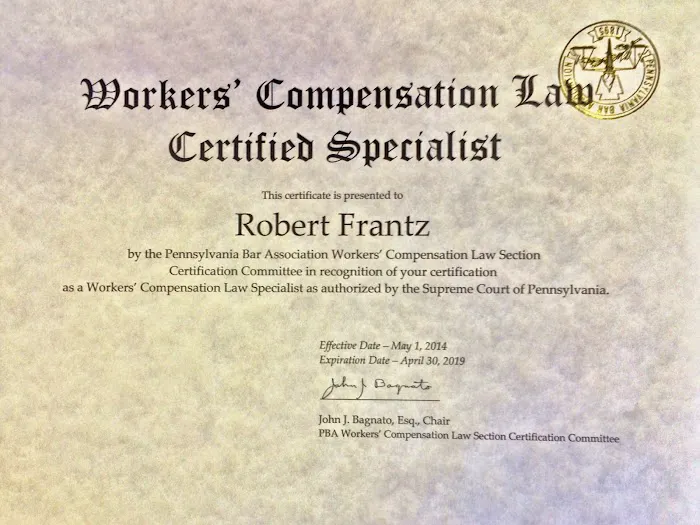 Workers' Compensation Law
Certified Specialist
This certificate is presented to
Robert Frantz
by the Pennsylvania Bar Association Workers' Compensation Law Section
Certification Committee in recognition of your certification
as a Workers' Compensation Law Specialist as authorized by the Supreme Court of Pennsylvania.
Effective Date – May 1, 2014
Expiration Date – April 30, 2019
John J Bagnato
John J. Bagnato, Esq., Chair
PBA Workers' Compensation Law Section Certification Committee
PENNSYLVANIA BAR
1895